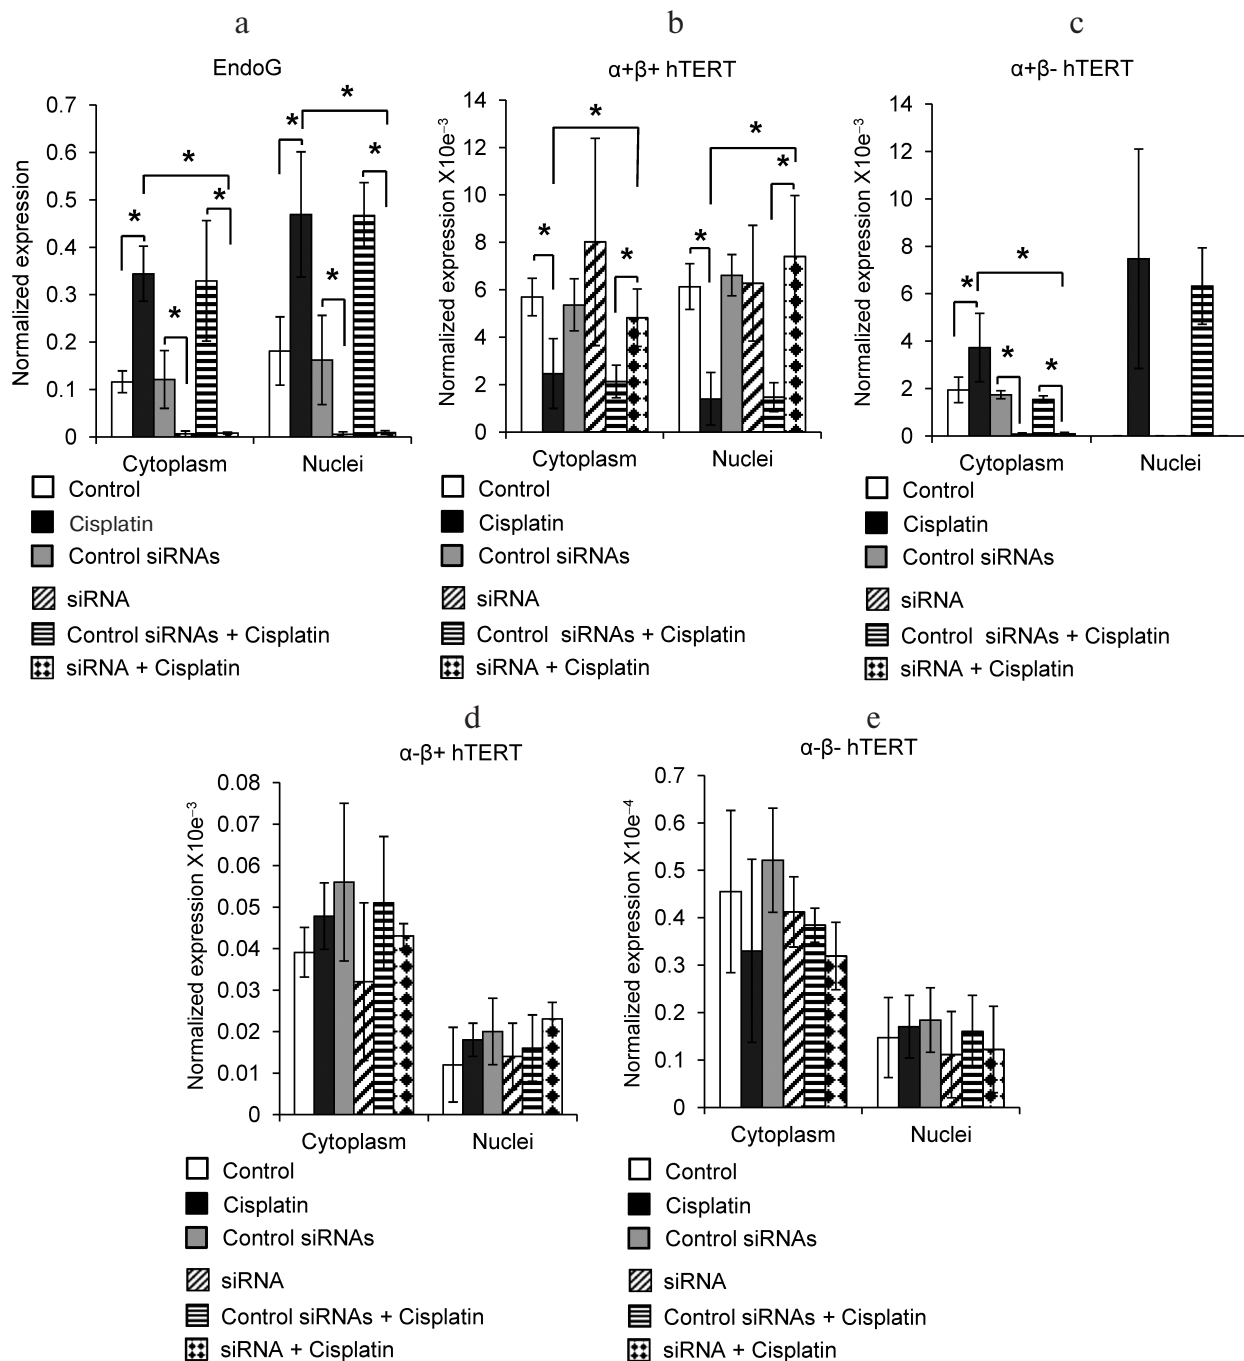 a
EndoG
Normalized expression
0.7
0.6
0.5
0.4
0.3
0.2
0.1
0
* * * * * * * *
Cytoplasm Nuclei
Control
Cisplatin
Control siRNAs
siRNA
Control siRNAs + Cisplatin
siRNA + Cisplatin
b
α+β+ hTERT
Normalized expression X10e⁻³
14
12
10
8
6
4
2
0
* * * * * *
Cytoplasm Nuclei
Control
Cisplatin
Control siRNAs
siRNA
Control siRNAs + Cisplatin
siRNA + Cisplatin
c
α+β- hTERT
Normalized expression X10e⁻³
14
12
10
8
6
4
2
0
* * * *
Cytoplasm Nuclei
Control
Cisplatin
Control siRNAs
siRNA
Control siRNAs + Cisplatin
siRNA + Cisplatin
d
α-β+ hTERT
Normalized expression X10e⁻³
0.08
0.07
0.06
0.05
0.04
0.03
0.02
0.01
0
Cytoplasm Nuclei
Control
Cisplatin
Control siRNAs
siRNA
Control siRNAs + Cisplatin
siRNA + Cisplatin
e
α-β- hTERT
Normalized expression X10e⁻⁴
0.7
0.6
0.5
0.4
0.3
0.2
0.1
0
Cytoplasm Nuclei
Control
Cisplatin
Control siRNAs
siRNA
Control siRNAs + Cisplatin
siRNA + Cisplatin